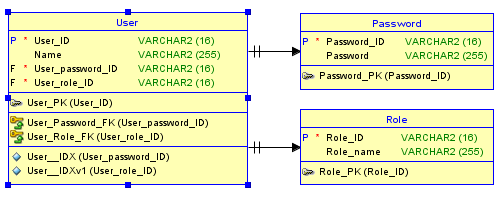 User
P * User_ID VARCHAR2 (16)
Name VARCHAR2 (255)
F * User_password_ID VARCHAR2 (16)
F * User_role_ID VARCHAR2 (16)
User_PK (User_ID)
User_Password_FK (User_password_ID)
User_Role_FK (User_role_ID)
User__IDX (User_password_ID)
User__IDXv1 (User_role_ID)
Password
P * Password_ID VARCHAR2 (16)
Password VARCHAR2 (255)
Password_PK (Password_ID)
Role
P * Role_ID VARCHAR2 (16)
Role_name VARCHAR2 (255)
Role_PK (Role_ID)